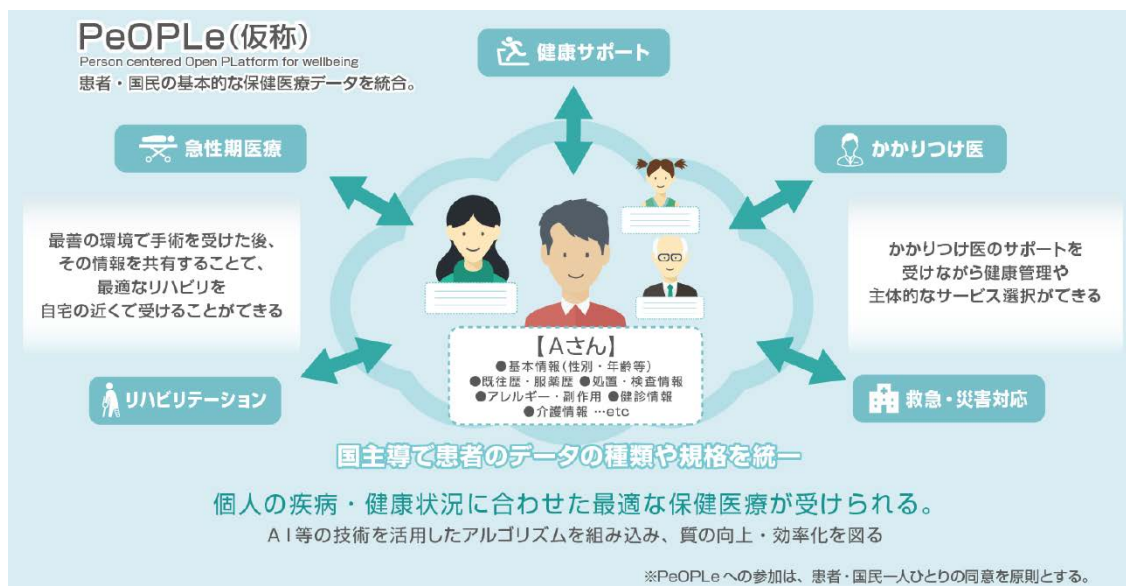 PeOPLe(仮称)
Person centered Open PLatform for wellbeing
患者・国民の基本的な保健医療データを統合。
健康サポート
急性期医療
かかりつけ医
最善の環境で手術を受けた後、
その情報を共有することで、
最適なリハビリを
自宅の近くで受けることができる
かかりつけ医のサポートを
受けながら健康管理や
主体的なサービス選択ができる
【Aさん】
●基本情報(性別・年齢等)
●既往歴・服薬歴 ●処置・検査情報
●アレルギー・副作用 ●健診情報
●介護情報 …etc
リハビリテーション
救急・災害対応
国主導で患者のデータの種類や規格を統一
個人の疾病・健康状況に合わせた最適な保健医療が受けられる。
AI等の技術を活用したアルゴリズムを組み込み、質の向上・効率化を図る
※PeOPLeへの参加は、患者・国民一人ひとりの同意を原則とする。